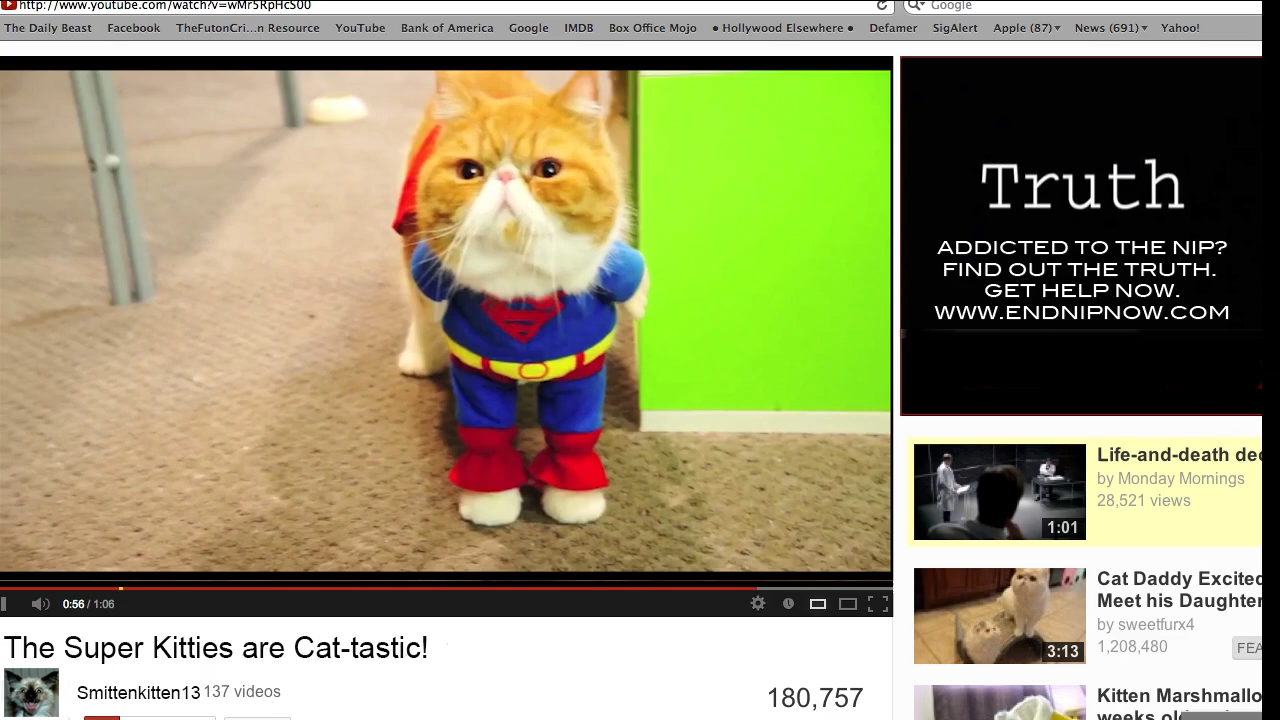 http://www.youtube.com/watch?v=wMr5RpHcS00
Google
The Daily Beast Facebook TheFutonCri...n Resource YouTube Bank of America Google IMDB Box Office Mojo • Hollywood Elsewhere • Defamer SigAlert Apple (87) News (691) Yahoo!
Truth
ADDICTED TO THE NIP?
FIND OUT THE TRUTH.
GET HELP NOW.
WWW.ENDNIPNOW.COM
Life-and-death dec
by Monday Mornings
28,521 views
1:01
Cat Daddy Excited
Meet his Daughter
by sweetfurx4
1,208,480
FEA
3:13
Kitten Marshmallo
weeks old
0:56 / 1:06
The Super Kitties are Cat-tastic!
Smittenkitten13 137 videos
180,757